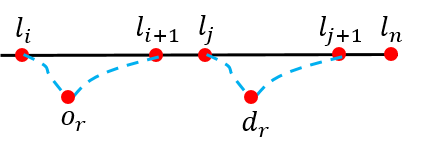 l_i l_{i+1} l_j l_{j+1} l_n
o_r d_r